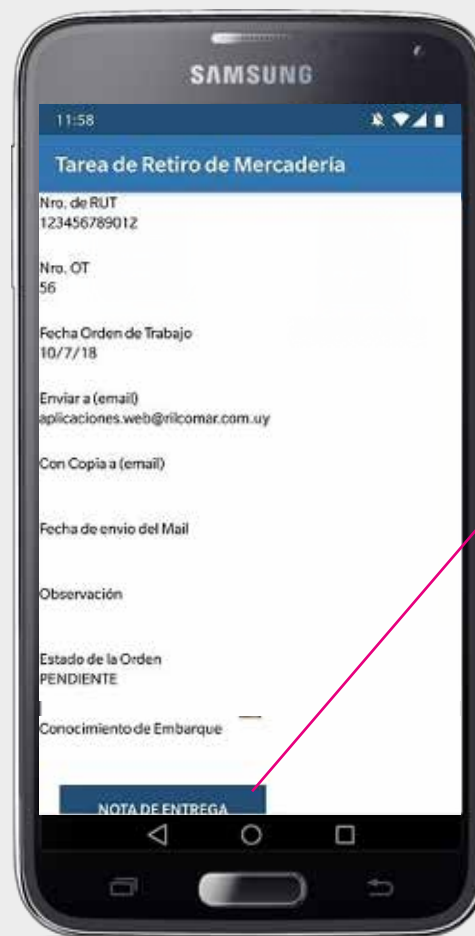 SAMSUNG
11:58
Tarea de Retiro de Mercadería
Nro. de RUT
123456789012
Nro. OT
56
Fecha Orden de Trabajo
10/7/18
Enviar a (email)
aplicaciones.web@rilcomar.com.uy
Con Copia a (email)
Fecha de envio del Mail
Observación
Estado de la Orden
PENDIENTE
Conocimiento de Embarque
NOTA DE ENTREGA